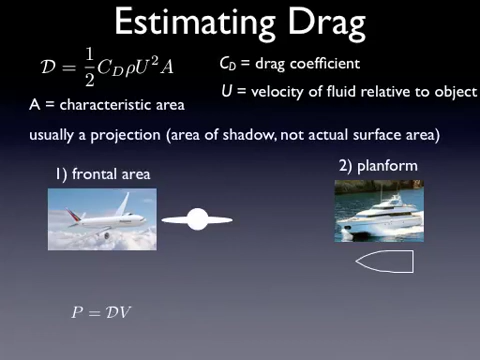 Estimating Drag
𝒟 = 1/2 C_D ρU² A
C_D = drag coefficient
U = velocity of fluid relative to object
A = characteristic area
usually a projection (area of shadow, not actual surface area)
1) frontal area
2) planform
P = 𝒟V